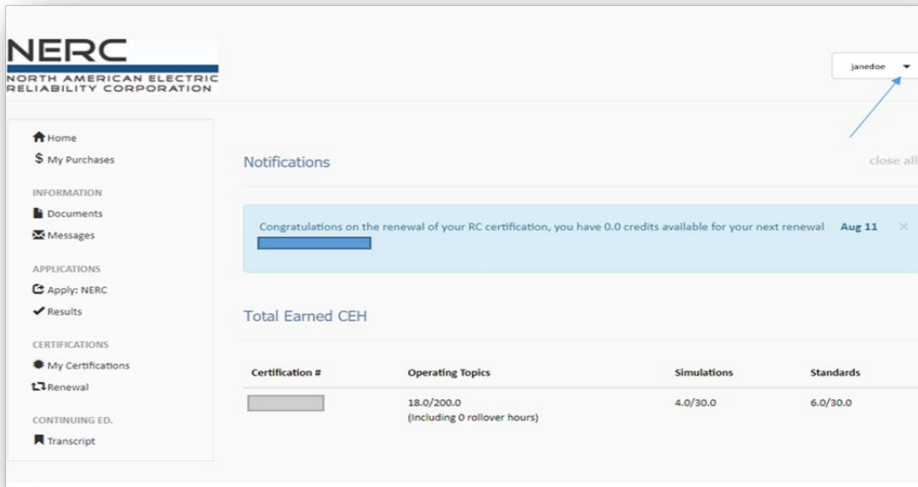 NERC
NORTH AMERICAN ELECTRIC
RELIABILITY CORPORATION
janedoe
Home
My Purchases
INFORMATION
Documents
Messages
APPLICATIONS
Apply: NERC
Results
CERTIFICATIONS
My Certifications
Renewal
CONTINUING ED.
Transcript
Notifications
close all
Congratulations on the renewal of your RC certification, you have 0.0 credits available for your next renewal Aug 11
Total Earned CEH
Certification # Operating Topics Simulations Standards
18.0/200.0 4.0/30.0 6.0/30.0
(Including 0 rollover hours)